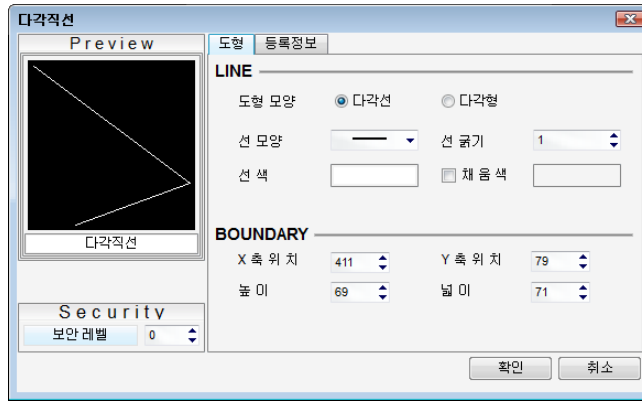 다각직선
Preview
다각직선
Security
보안레벨 0
도형 등록정보
LINE
도형 모양 다각선 다각형
선 모양 선 굵기 1
선 색 채움색
BOUNDARY
X축위치 411 Y축위치 79
높이 69 넓이 71
확인 취소